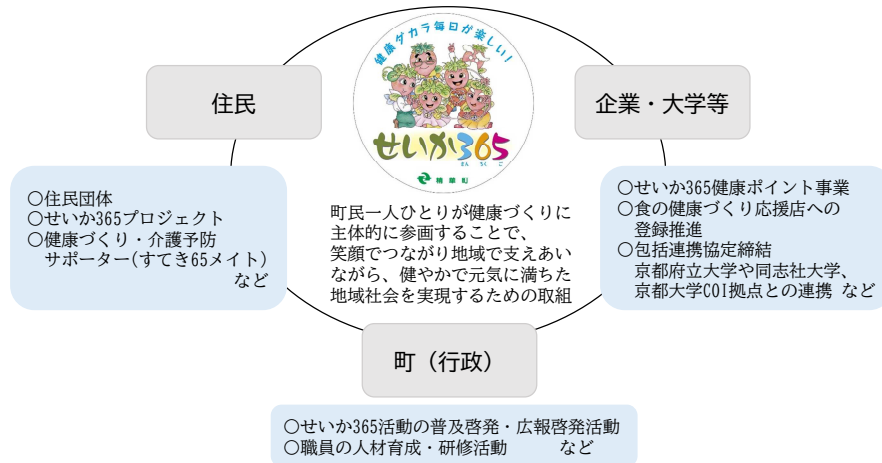 健康ダカラ毎日が楽しい!
せいか365
さん ろく ご
精華町
住民
企業・大学等
○住民団体
○せいか365プロジェクト
○健康づくり・介護予防
サポーター(すてき65メイト)
など
町民一人ひとりが健康づくりに
主体的に参画することで、
笑顔でつながり地域で支えあい
ながら、健やかで元気に満ちた
地域社会を実現するための取組
○せいか365健康ポイント事業
○食の健康づくり応援店への
登録推進
○包括連携協定締結
京都府立大学や同志社大学、
京都大学COI拠点との連携 など
町（行政）
○せいか365活動の普及啓発・広報啓発活動
○職員の人材育成・研修活動 など